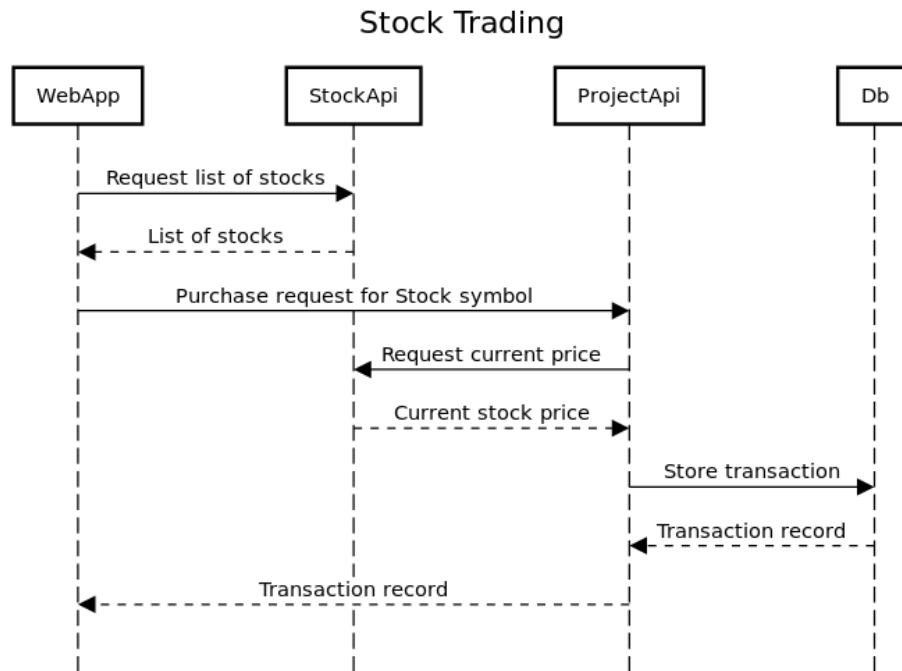 Stock Trading
WebApp
StockApi
ProjectApi
Db
Request list of stocks
List of stocks
Purchase request for Stock symbol
Request current price
Current stock price
Store transaction
Transaction record
Transaction record